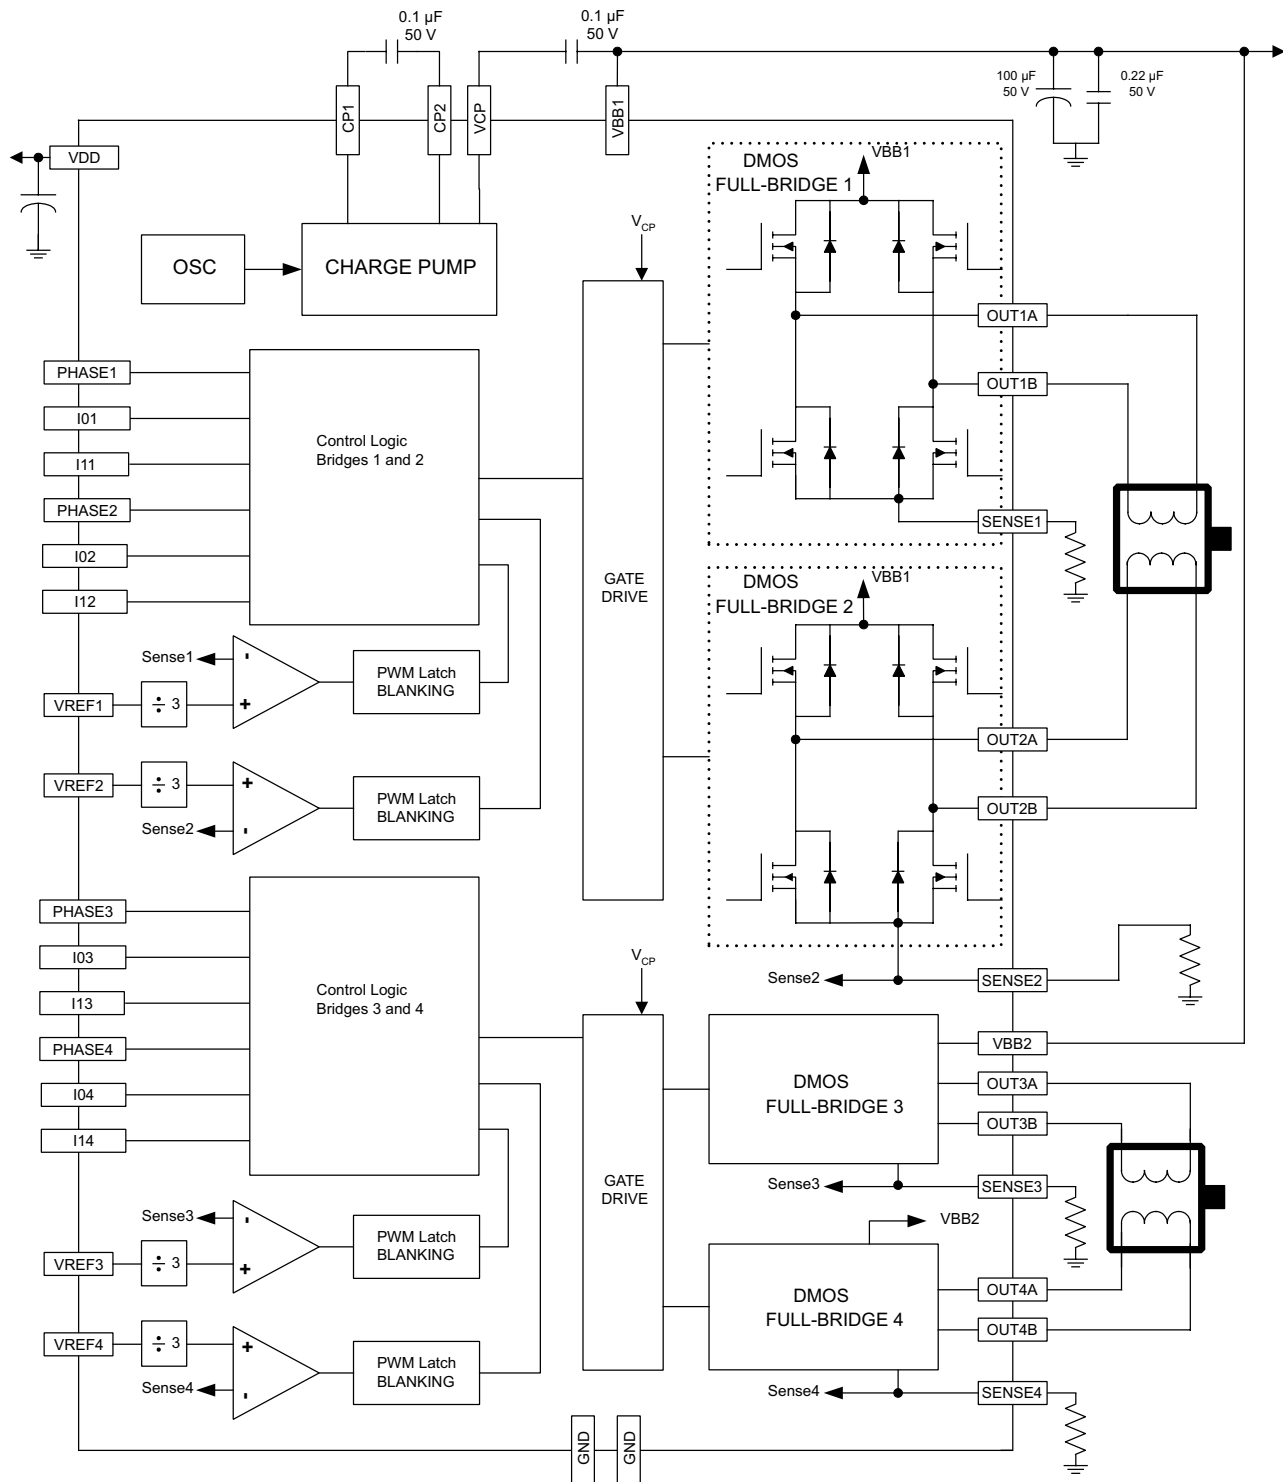 0.1 µF
50 V
0.1 µF
50 V
100 µF
50 V
0.22 µF
50 V
CP1
CP2
VCP
VBB1
VDD
DMOS
FULL-BRIDGE 1
VBB1
OSC
CHARGE PUMP
VCP
OUT1A
PHASE1
OUT1B
I01
Control Logic
Bridges 1 and 2
I11
PHASE2
SENSE1
I02
I12
GATE
DRIVE
DMOS
FULL-BRIDGE 2
VBB1
Sense1
-
PWM Latch
BLANKING
VREF1
÷ 3
+
OUT2A
VREF2
÷ 3
+
PWM Latch
BLANKING
OUT2B
Sense2
-
PHASE3
I03
VCP
Sense2
SENSE2
Control Logic
Bridges 3 and 4
I13
PHASE4
VBB2
I04
DMOS
FULL-BRIDGE 3
OUT3A
OUT3B
I14
GATE
DRIVE
Sense3
SENSE3
Sense3
-
PWM Latch
BLANKING
VBB2
VREF3
÷ 3
+
DMOS
FULL-BRIDGE 4
OUT4A
OUT4B
VREF4
÷ 3
+
PWM Latch
BLANKING
Sense4
-
Sense4
SENSE4
GND
GND